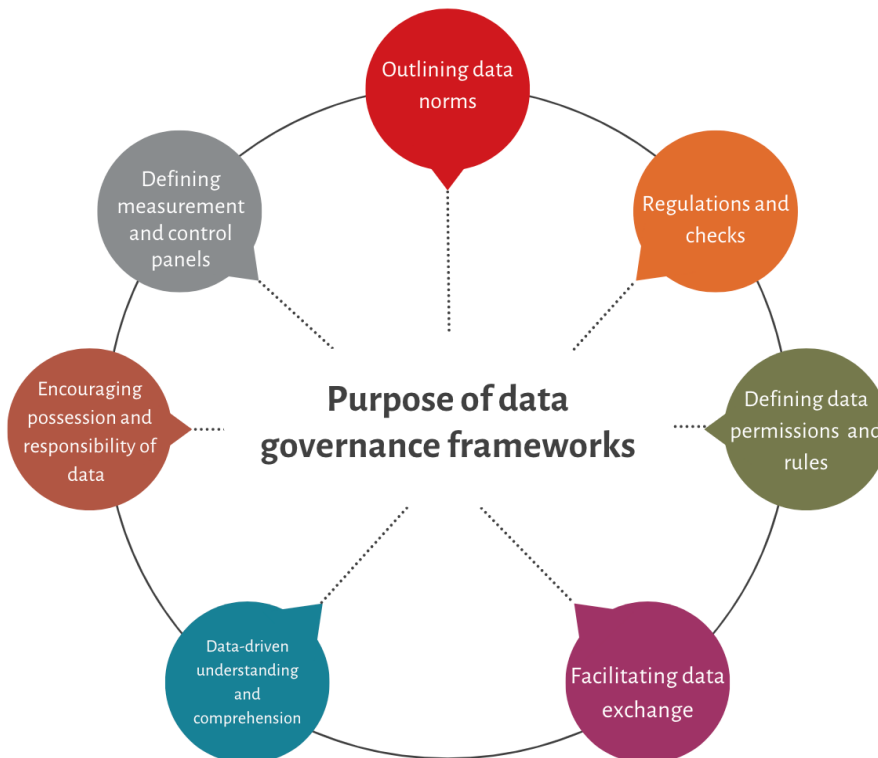 Outlining data
norms
Regulations and
checks
Defining data
permissions and
rules
Facilitating data
exchange
Data-driven
understanding
and
comprehension
Encouraging
possession and
responsibility of
data
Defining
measurement
and control
panels
Purpose of data
governance frameworks